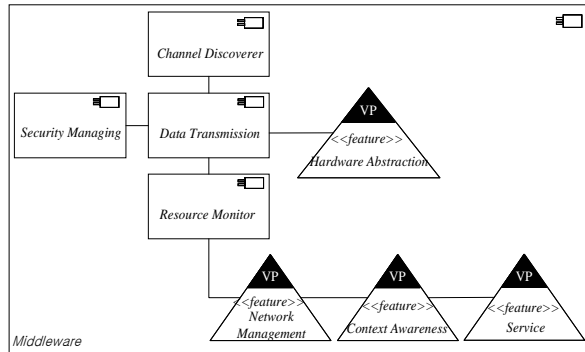 Channel Discoverer
Security Managing
Data Transmission
VP
<<feature>>
Hardware Abstraction
Resource Monitor
VP
<<feature>>
Network
Management
VP
<<feature>>
Context Awareness
VP
<<feature>>
Service
Middleware